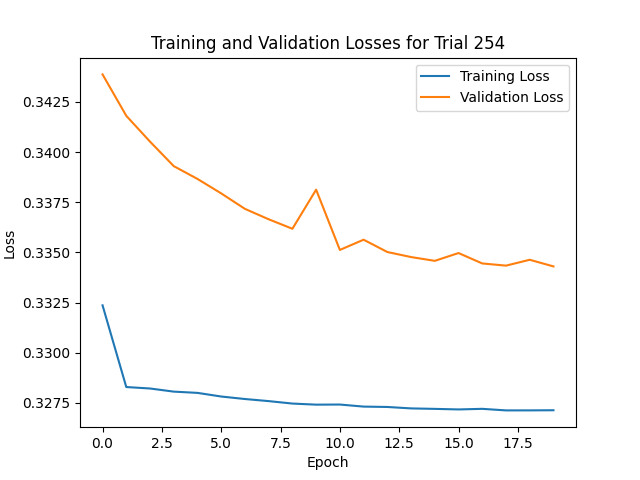 Training and Validation Losses for Trial 254
Training Loss
Validation Loss
0.3425
0.3400
0.3375
0.3350
0.3325
0.3300
0.3275
Loss
0.0 2.5 5.0 7.5 10.0 12.5 15.0 17.5
Epoch